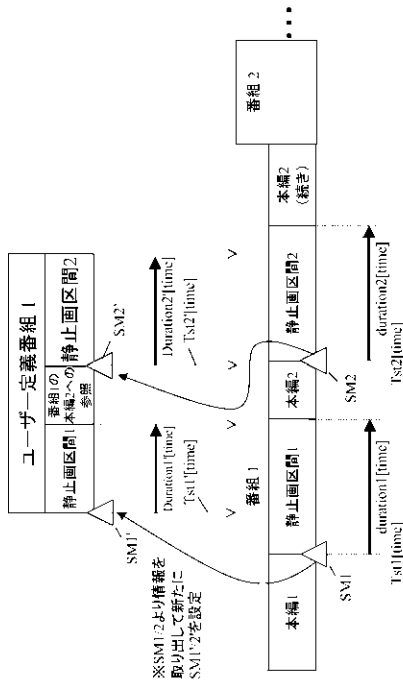 ユーザー定義番組1
静止画区間1
番組1の
本編2への
参照
静止画区間2
SM1'
SM2'
Duration1'[time]
Tst1'[time]
Duration2'[time]
Tst2'[time]
※SM1/2より情報を
取り出して新たに
SM1'/2'を設定
番組1
番組2
本編1
静止画区間1
本編2
静止画区間2
本編2
(続き)
SM1
SM2
duration1[time]
Tst1[time]
duration2[time]
Tst2[time]